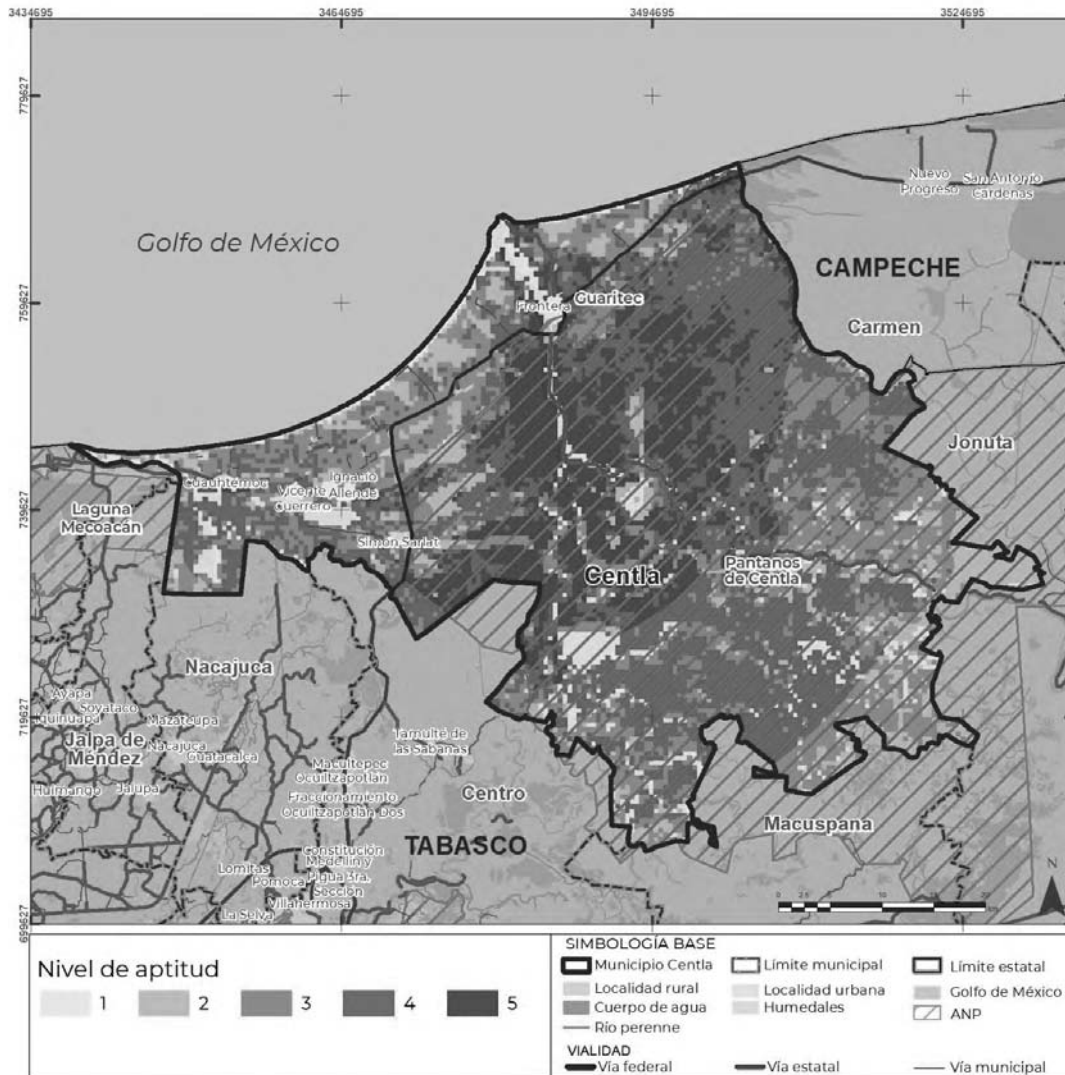 3434695
3464695
3494695
3524695
779627
759627
739627
719627
699627
Nuevo
Progreso
San Antonio
Cárdenas
Golfo de México
CAMPECHE
Frontera
Guaritec
Carmen
Jonuta
Cuauhtémoc
Ignacio
Allende
Vicente
Guerrero
Laguna
Mecoacán
Simón Sarlat
Centla
Pantanos
de Centla
Nacajuca
Ayapa
Soyataco
Iquinuapa
Mazateupa
Jalpa de
Méndez
Nacajuca
Guatacalca
Tamulté de
las Sabanas
Macultepec
Ocuiltzapotlán
Huimango
Jalupa
Fraccionamiento
Ocuiltzapotlán Dos
Centro
Macuspana
TABASCO
Constitución
Medellín y
Pigua 3ra.
Sección
Lomitas
Pomoca
Villahermosa
La Selva
N
Nivel de aptitud
1
2
3
4
5
SIMBOLOGÍA BASE
Municipio Centla
Límite municipal
Límite estatal
Localidad rural
Localidad urbana
Golfo de México
Cuerpo de agua
Humedales
ANP
Río perenne
VIALIDAD
Vía federal
Vía estatal
Vía municipal